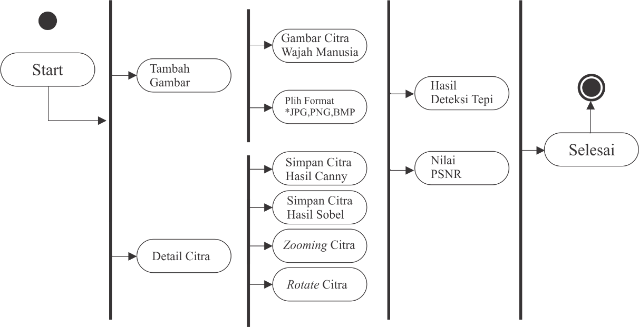 Start
Tambah
Gambar
Detail Citra
Gambar Citra
Wajah Manusia
Plih Format
*JPG,PNG,BMP
Simpan Citra
Hasil Canny
Simpan Citra
Hasil Sobel
Zooming Citra
Rotate Citra
Hasil
Deteksi Tepi
Nilai
PSNR
Selesai